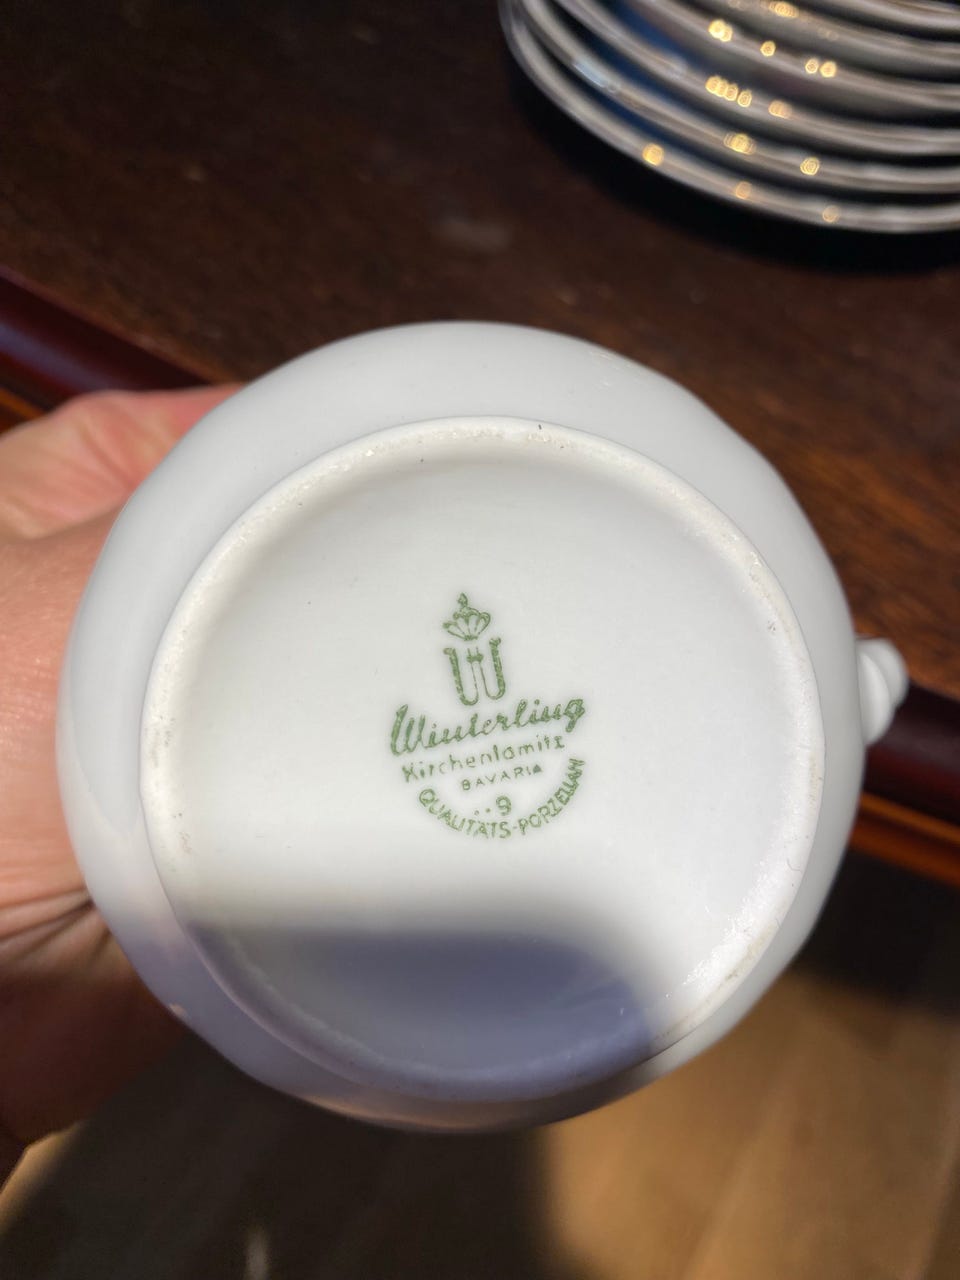 W
Winterling
Kirchenlamitz
BAVARIA
..9
QUALITÄTS-PORZELLAN